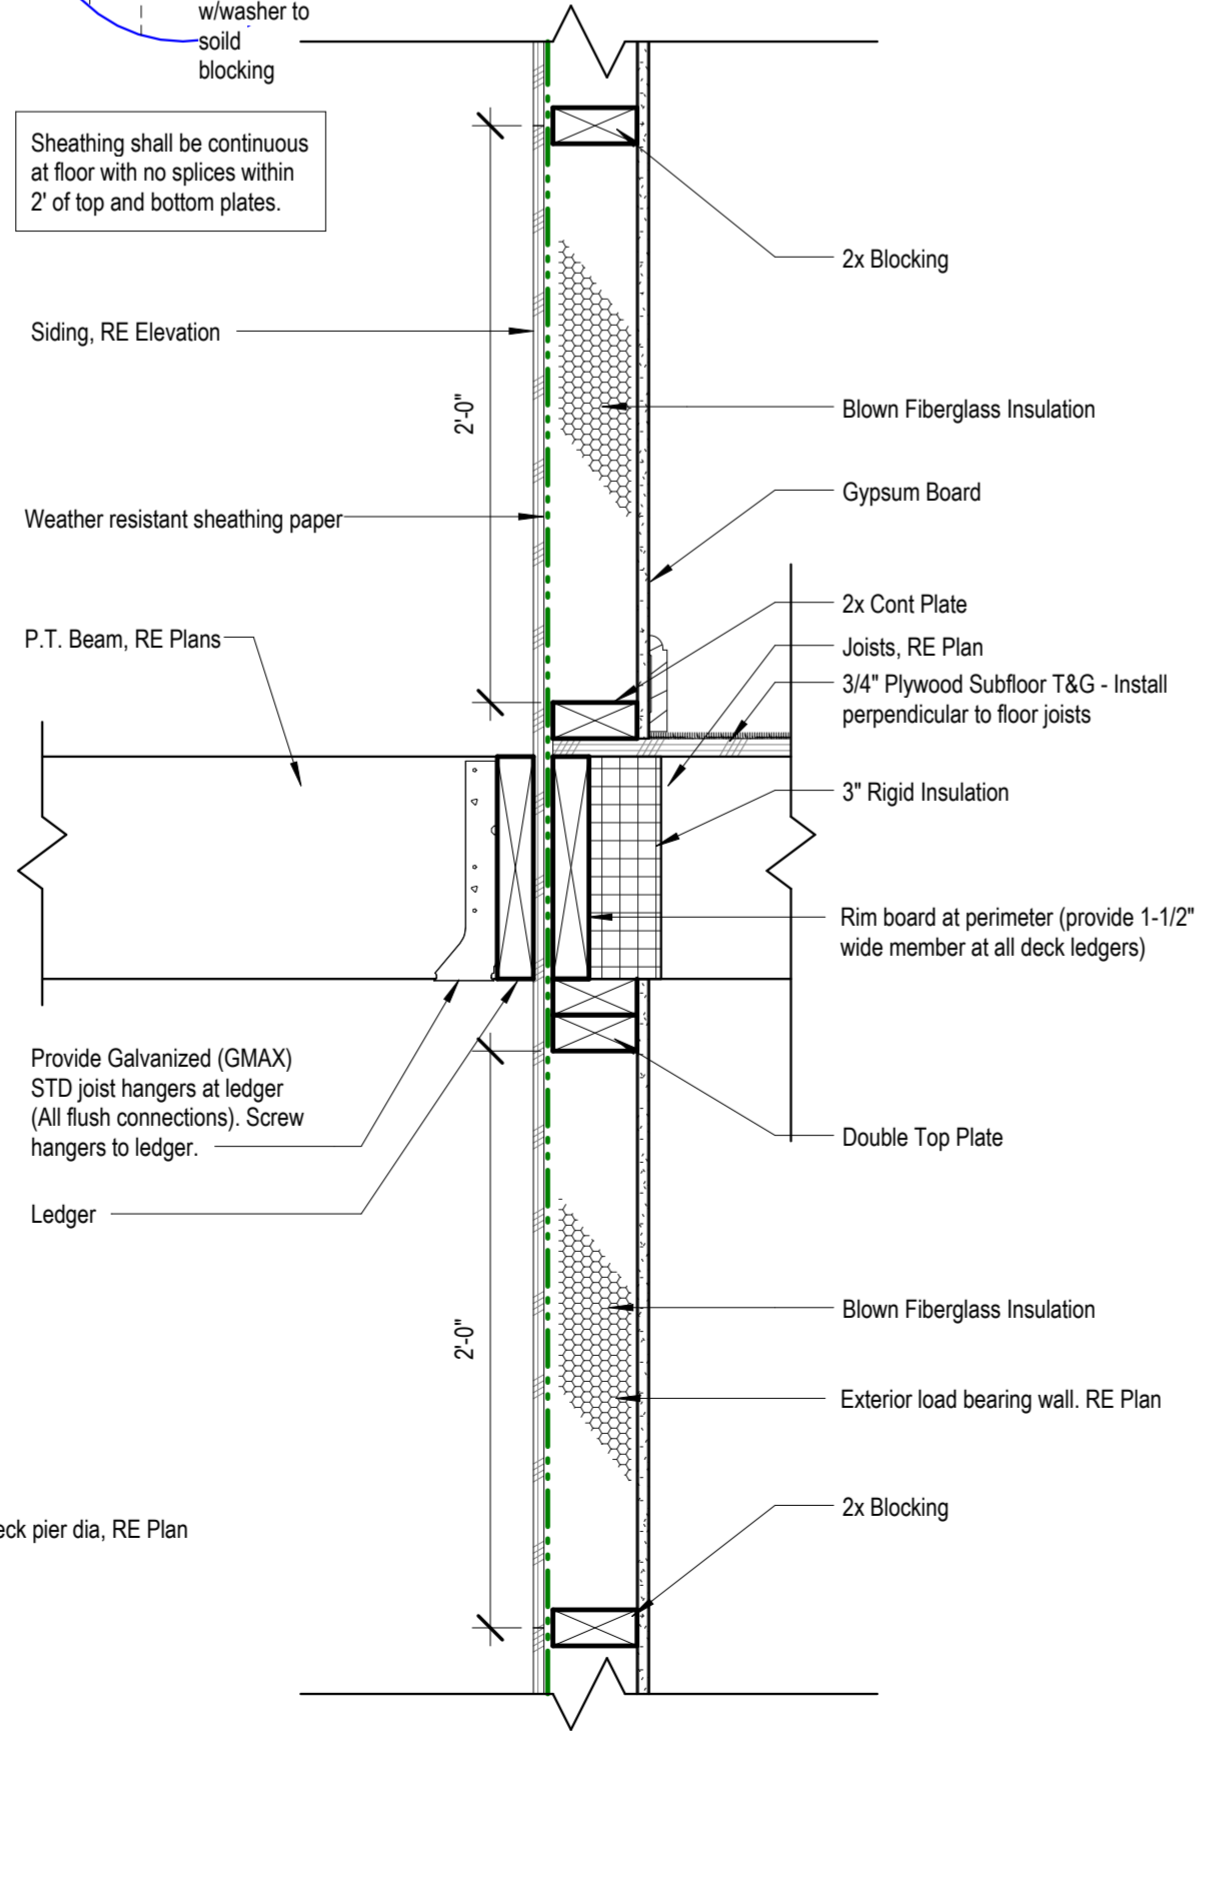 w/washer to
soild
blocking
Sheathing shall be continuous
at floor with no splices within
2' of top and bottom plates.
2x Blocking
Siding, RE Elevation
2'-0"
Blown Fiberglass Insulation
Gypsum Board
Weather resistant sheathing paper
2x Cont Plate
P.T. Beam, RE Plans
Joists, RE Plan
3/4" Plywood Subfloor T&G - Install
perpendicular to floor joists
3" Rigid Insulation
Rim board at perimeter (provide 1-1/2"
wide member at all deck ledgers)
Provide Galvanized (GMAX)
STD joist hangers at ledger
(All flush connections). Screw
hangers to ledger.
Double Top Plate
Ledger
Blown Fiberglass Insulation
2'-0"
Exterior load bearing wall. RE Plan
2x Blocking
eck pier dia, RE Plan